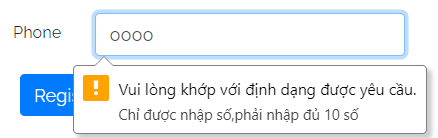 Phone
oooo
Regis
Vui lòng khớp với định dạng được yêu cầu.
Chỉ được nhập số,phải nhập đủ 10 số